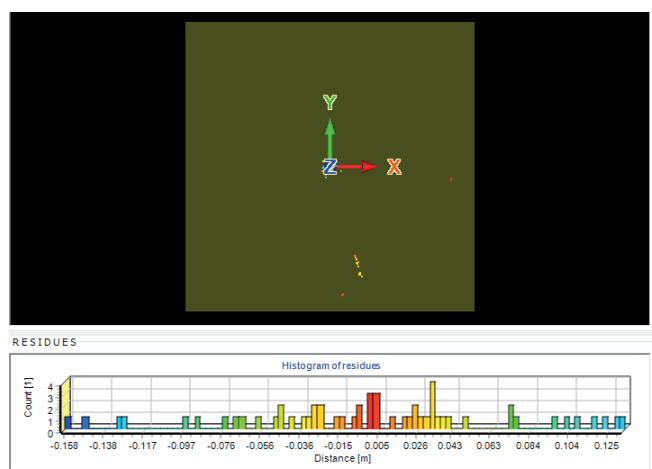 Y
Z X
RESIDUES
Histogram of residues
Count [1]
4
3
2
1
0
-0.158 -0.138 -0.117 -0.097 -0.076 -0.056 -0.036 -0.015 0.005 0.026 0.043 0.063 0.084 0.104 0.125
Distance [m]